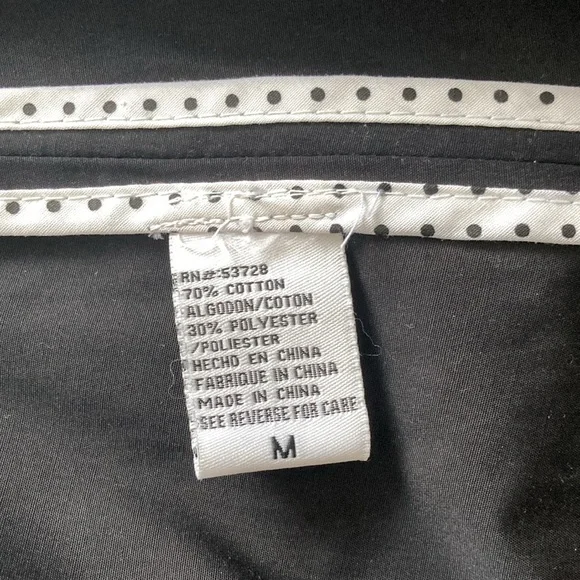 RN#:53728
70% COTTON
ALGODON/COTON
30% POLYESTER
/POLIESTER
HECHO EN CHINA
FABRIQUE IN CHINA
MADE IN CHINA
SEE REVERSE FOR CARE
M